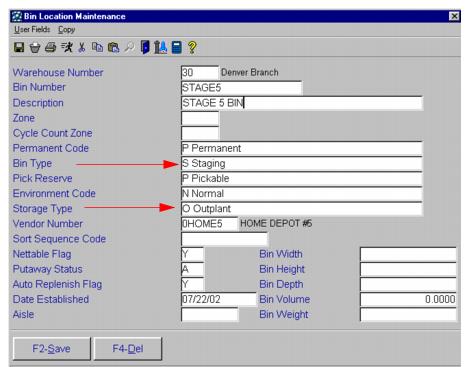 Bin Location Maintenance
User Fields Copy
Warehouse Number 30 Denver Branch
Bin Number STAGE5
Description STAGE 5 BIN
Zone
Cycle Count Zone
Permanent Code P Permanent
Bin Type S Staging
Pick Reserve P Pickable
Environment Code N Normal
Storage Type O Outplant
Vendor Number 0HOME5 HOME DEPOT #5
Sort Sequence Code
Nettable Flag Y Bin Width
Putaway Status A Bin Height
Auto Replenish Flag Y Bin Depth
Date Established 07/22/02 Bin Volume 0.0000
Aisle Bin Weight
F2-Save F4-Del